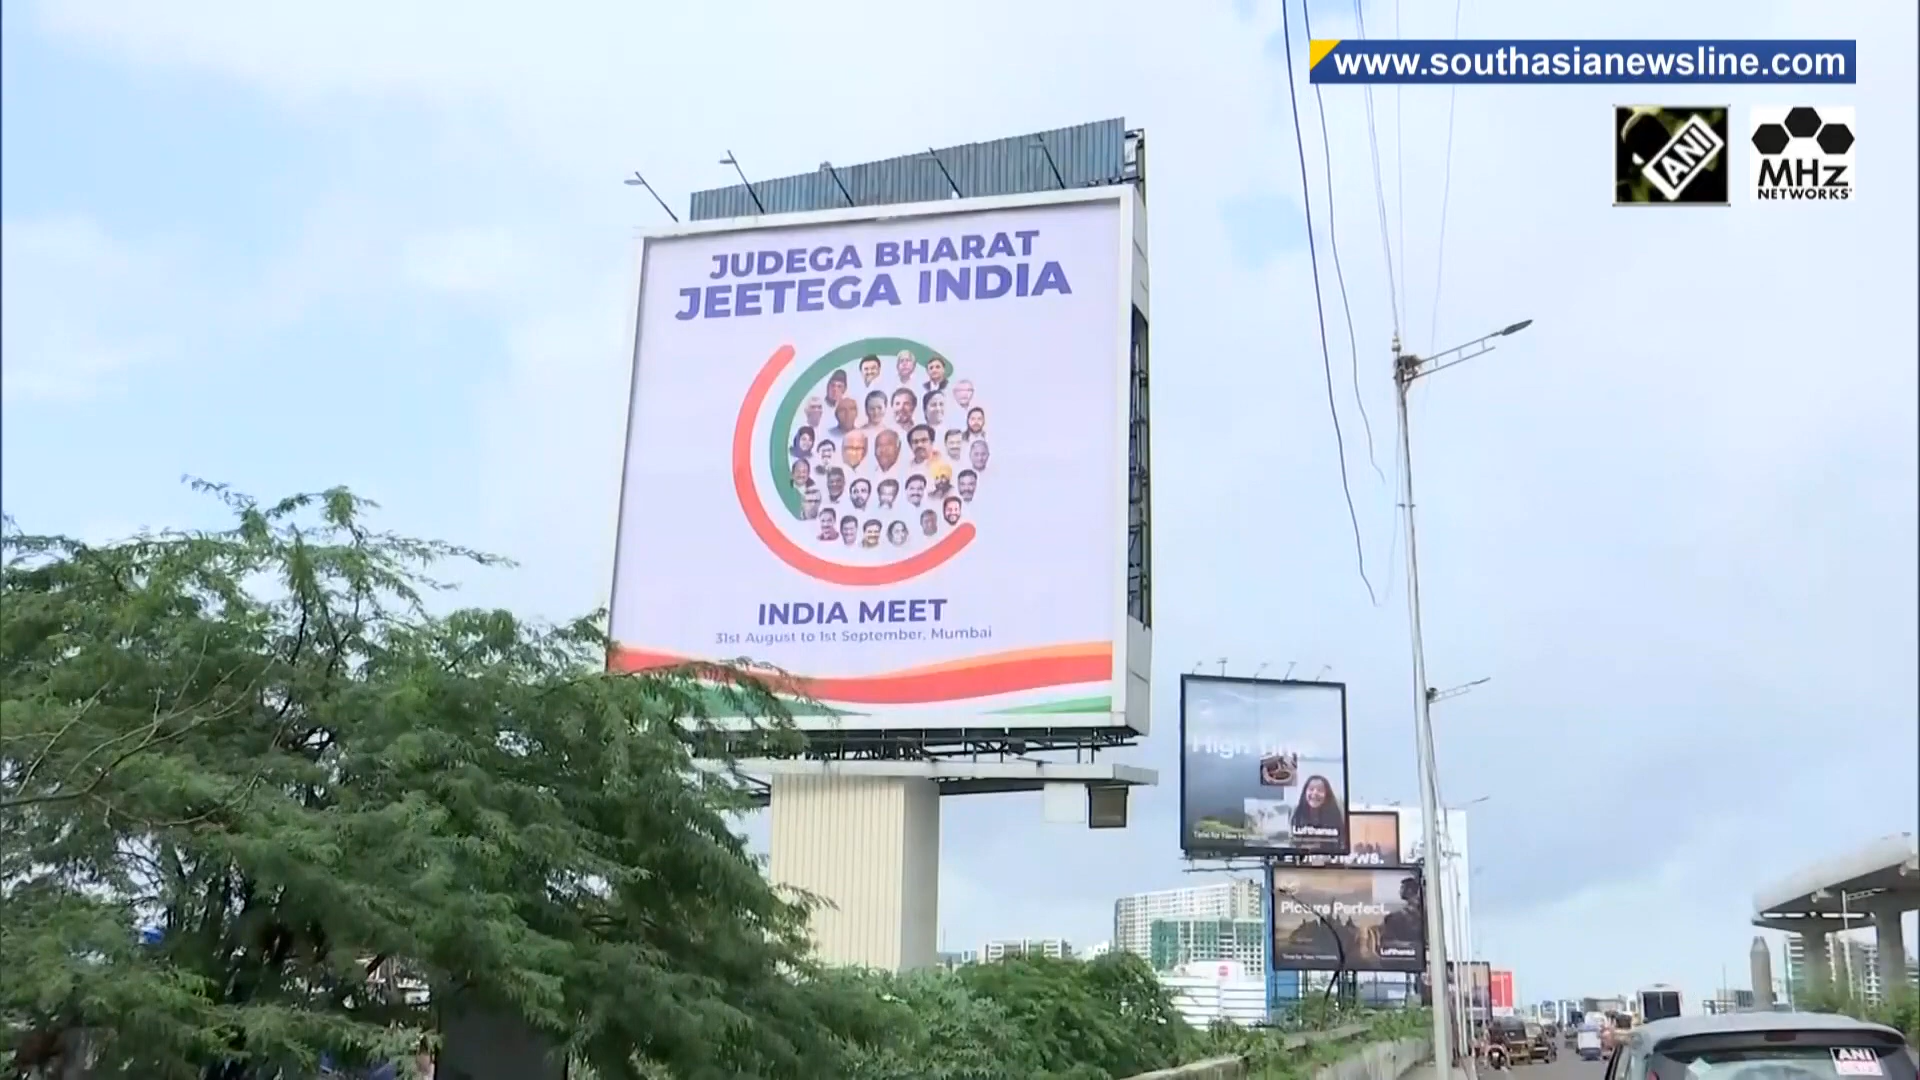 www.southasianewsline.com
ANI
MHz
NETWORKS
JUDEGA BHARAT
JEETEGA INDIA
INDIA MEET
31st August to 1st September, Mumbai
High Time
Lufthansa
Picture Perfect.
Lufthansa
ANI